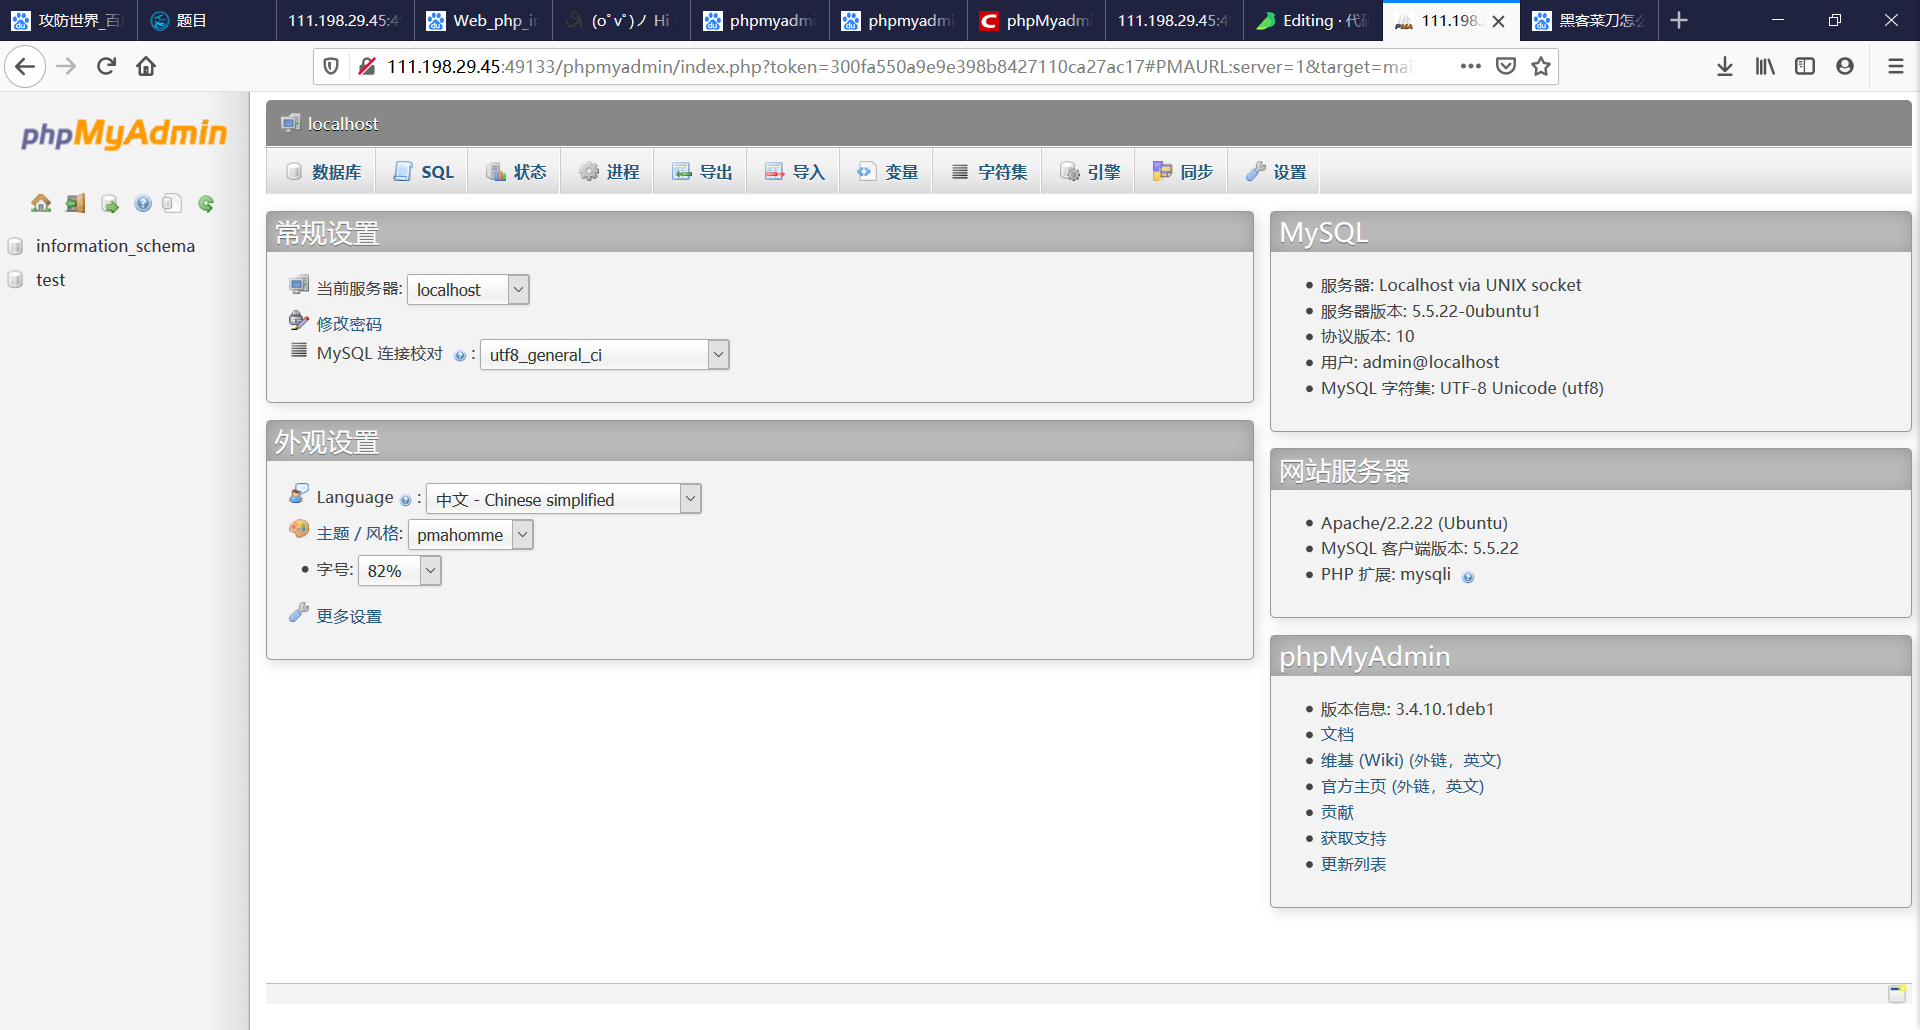 攻防世界_百
题目
111.198.29.45:4
Web_php_in
(o゚v゚)ノ Hi
phpmyadmi
phpmyadmi
phpMyadmi
111.198.29.45:4
Editing · 代
111.198.
黑客菜刀怎么
111.198.29.45:49133/phpmyadmin/index.php?token=300fa550a9e9e398b8427110ca27ac17#PMAURL:server=1&target=mai
phpMyAdmin
information_schema
test
localhost
数据库
SQL
状态
进程
导出
导入
变量
字符集
引擎
同步
设置
常规设置
当前服务器: localhost
修改密码
MySQL 连接校对 : utf8_general_ci
外观设置
Language : 中文 - Chinese simplified
主题 / 风格: pmahomme
字号: 82%
更多设置
MySQL
服务器: Localhost via UNIX socket
服务器版本: 5.5.22-0ubuntu1
协议版本: 10
用户: admin@localhost
MySQL 字符集: UTF-8 Unicode (utf8)
网站服务器
Apache/2.2.22 (Ubuntu)
MySQL 客户端版本: 5.5.22
PHP 扩展: mysqli
phpMyAdmin
版本信息: 3.4.10.1deb1
文档
维基 (Wiki) (外链，英文)
官方主页 (外链，英文)
贡献
获取支持
更新列表